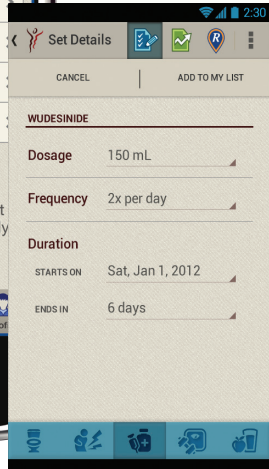 2:30
Set Details
R
CANCEL
ADD TO MY LIST
WUDESINIDE
Dosage 150 mL
Frequency 2x per day
Duration
STARTS ON Sat, Jan 1, 2012
ENDS IN 6 days